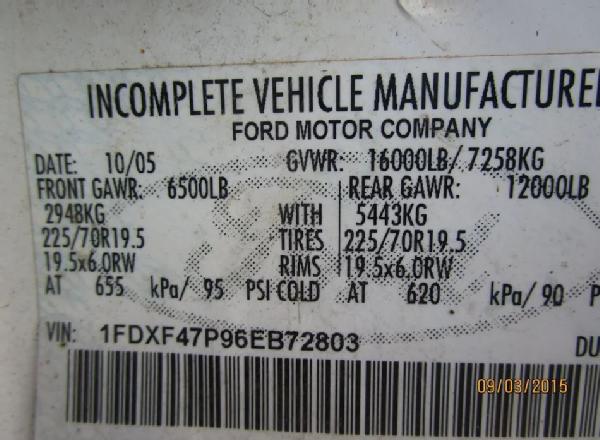 INCOMPLETE VEHICLE MANUFACTURE
FORD MOTOR COMPANY
DATE: 10/05 GVWR: 16000LB/7258KG
FRONT GAWR: 6500LB REAR GAWR: 12000LB
2948KG WITH 5443KG
225/70R19.5 TIRES 225/70R19.5
19.5x6.0RW RIMS 19.5x6.0RW
AT 655 kPa/ 95 PSI COLD AT 620 kPa/ 90 P
VIN: 1FDXF47P96EB72803
DU
09/03/2015